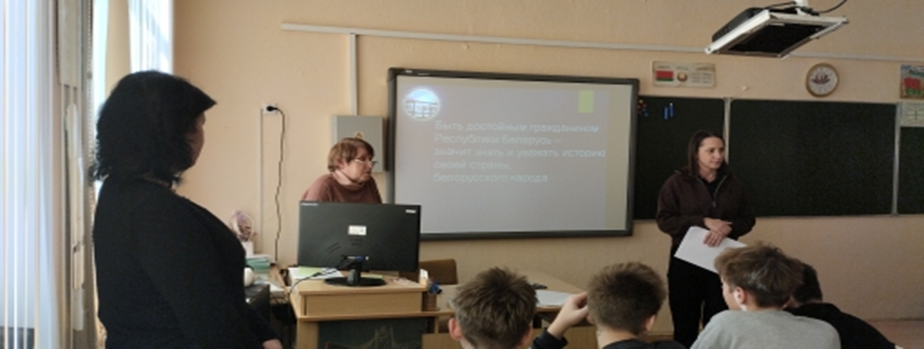 Быть достойным гражданином
Республики Беларусь –
значит знать и уважать историю
своей страны,
белорусского народа